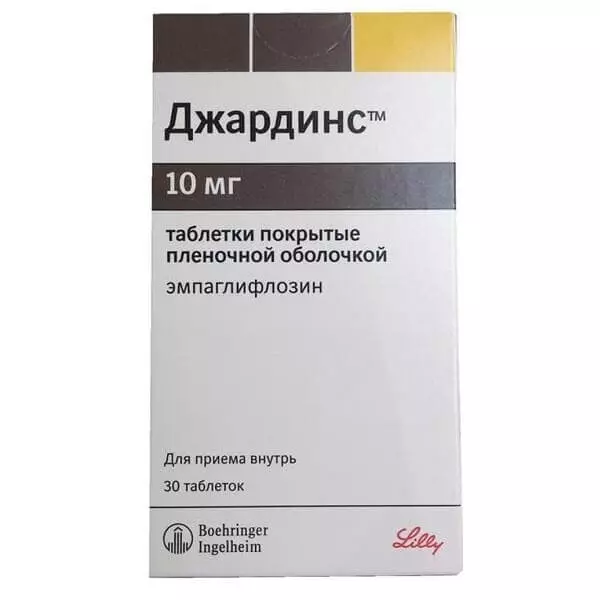 Джардинс™
10 мг
таблетки покрытые
пленочной оболочкой
эмпаглифлозин
Для приема внутрь
30 таблеток
Boehringer
Ingelheim
Lilly